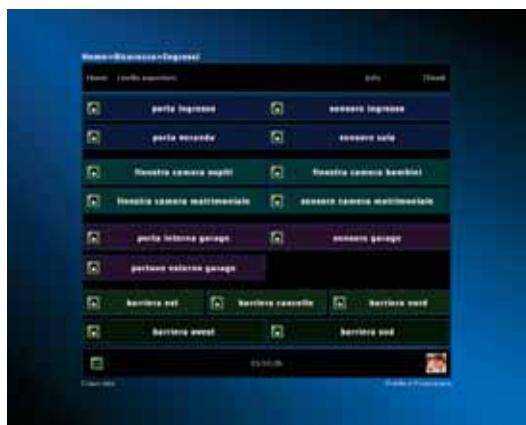 Home>Sicurezza>Ingressi
Home Livello superiore Info Chiudi
porta ingresso sensore ingresso
porta veranda sensore sala
finestra camera ospiti finestra camera bambini
finestra camera matrimoniale sensore camera matrimoniale
porta interna garage sensore garage
portone esterno garage
barriera est barriera cancello barriera nord
barriera ovest barriera sud